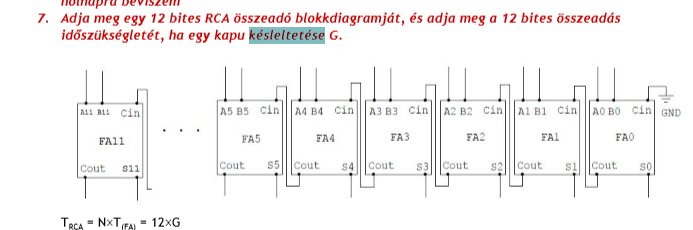 holnapra beviszem
7. Adja meg egy 12 bites RCA összeadó blokkdiagramját, és adja meg a 12 bites összeadás
időszükségletét, ha egy kapu késleltetése G.
A11 B11 Cin A5 B5 Cin A4 B4 Cin A3 B3 Cin A2 B2 Cin A1 B1 Cin A0 B0 Cin GND
FA11 . . . FA5 FA4 FA3 FA2 FA1 FA0
Cout S11 Cout S5 Cout S4 Cout S3 Cout S2 Cout S1 Cout S0
TRCA = N×T(FA) = 12×G